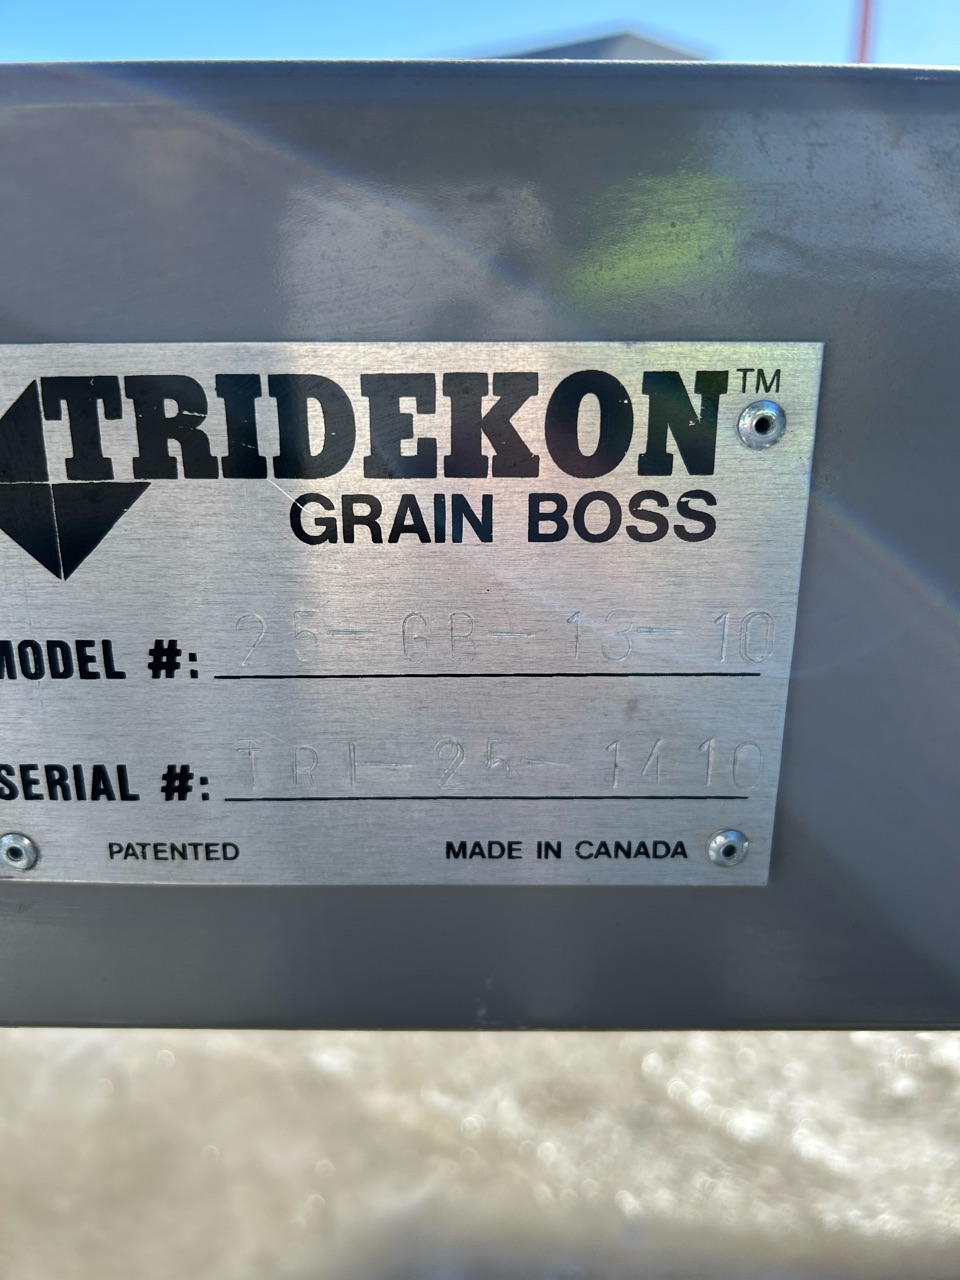 TRIDEKON™
GRAIN BOSS
MODEL #: 25-GB-13-10
SERIAL #: TRI-25-1410
PATENTED MADE IN CANADA